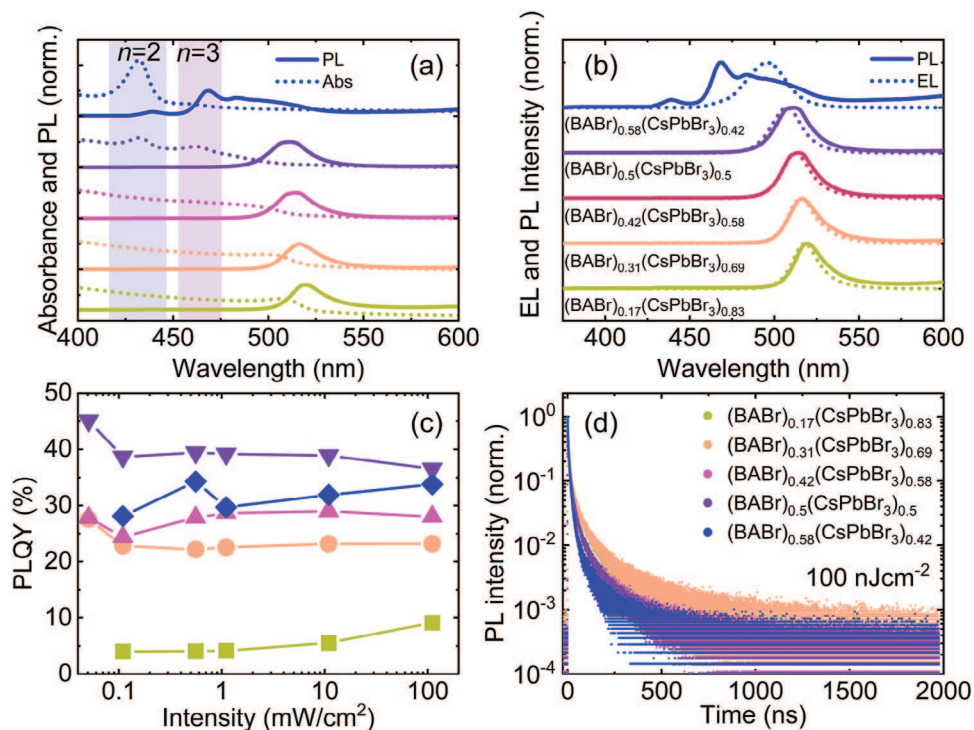 n=2 n=3 (a)
PL
Abs
Absorbance and PL (norm.)
400 450 500 550 600
Wavelength (nm)
(b)
PL
EL
EL and PL Intensity (norm.)
(BABr)0.58(CsPbBr3)0.42
(BABr)0.5(CsPbBr3)0.5
(BABr)0.42(CsPbBr3)0.58
(BABr)0.31(CsPbBr3)0.69
(BABr)0.17(CsPbBr3)0.83
400 450 500 550 600
Wavelength (nm)
(c)
PLQY (%)
50
40
30
20
10
0
0.1 1 10 100
Intensity (mW/cm2)
(d)
PL intensity (norm.)
10^0
10^-1
10^-2
10^-3
10^-4
(BABr)0.17(CsPbBr3)0.83
(BABr)0.31(CsPbBr3)0.69
(BABr)0.42(CsPbBr3)0.58
(BABr)0.5(CsPbBr3)0.5
(BABr)0.58(CsPbBr3)0.42
100 nJcm-2
0 500 1000 1500 2000
Time (ns)